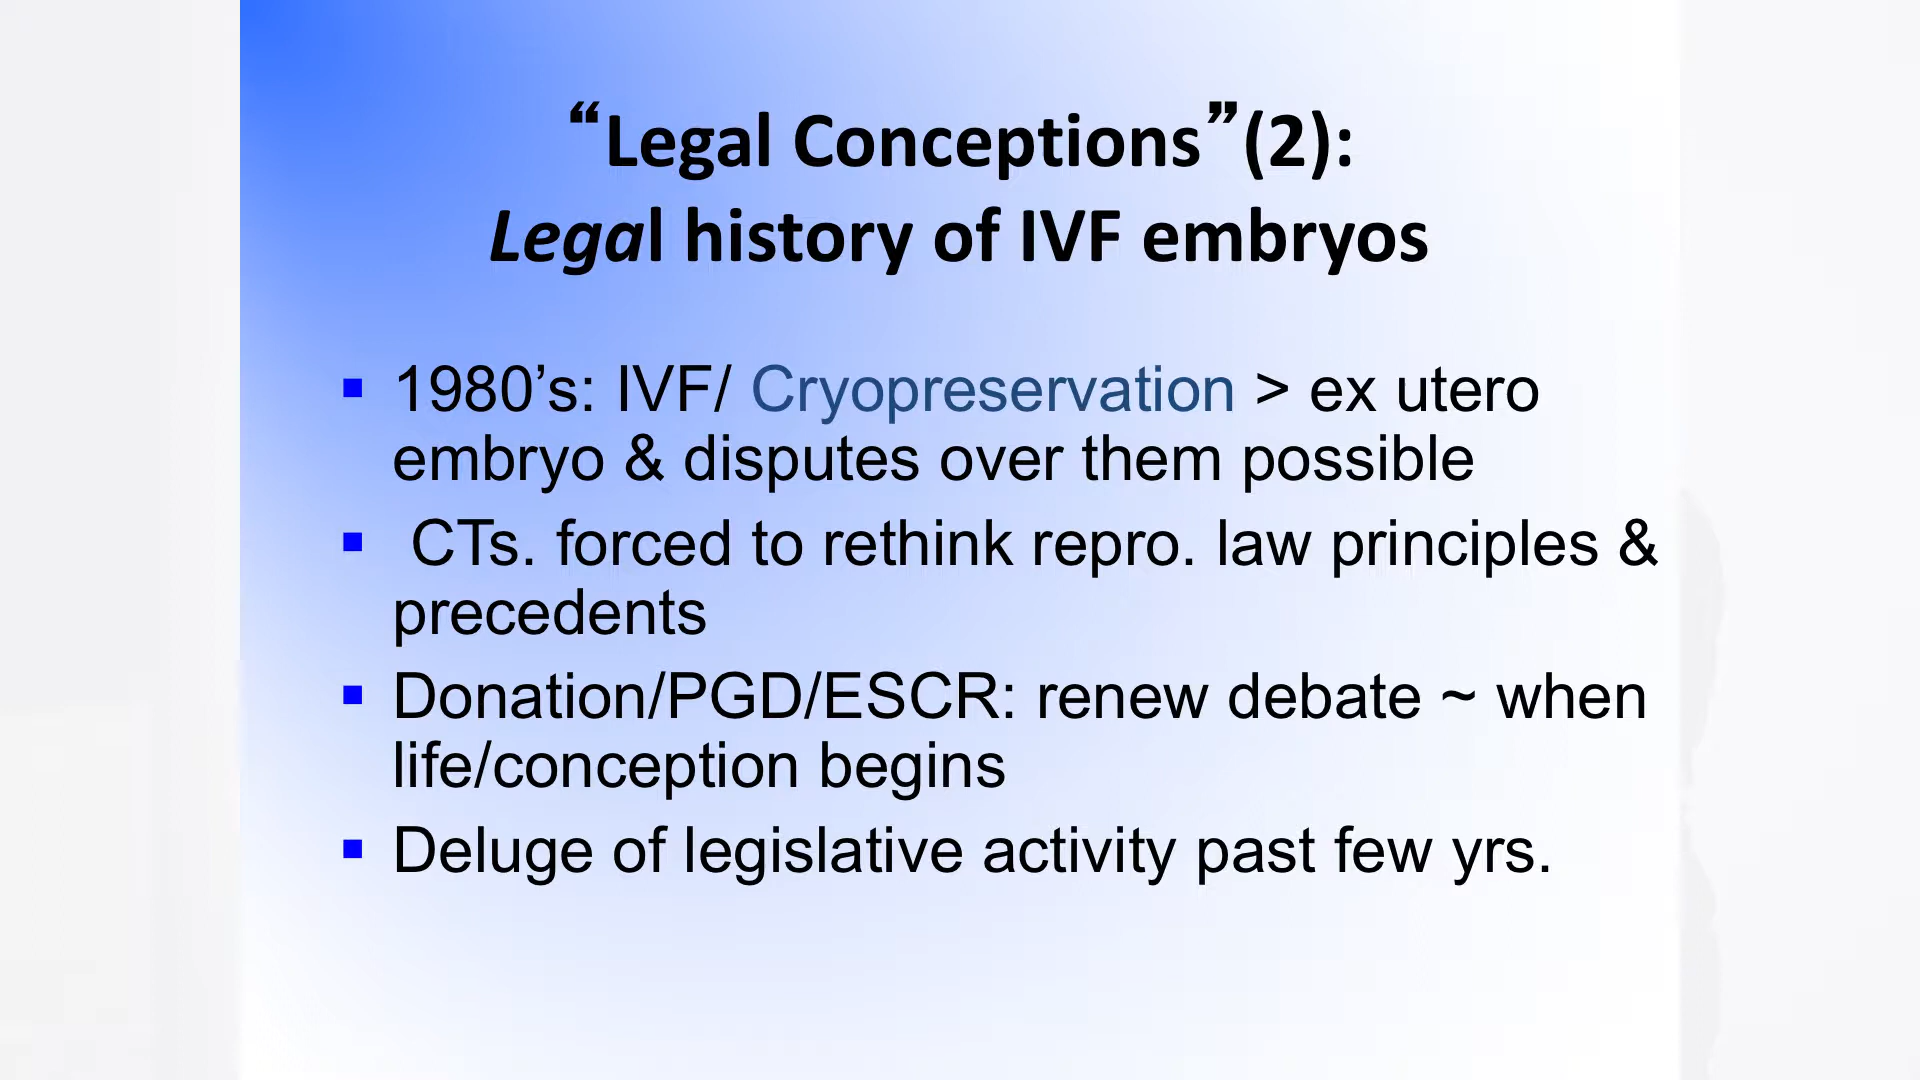 “Legal Conceptions”(2):
Legal history of IVF embryos
▪ 1980’s: IVF/ Cryopreservation > ex utero
embryo & disputes over them possible
▪ CTs. forced to rethink repro. law principles &
precedents
▪ Donation/PGD/ESCR: renew debate ~ when
life/conception begins
▪ Deluge of legislative activity past few yrs.